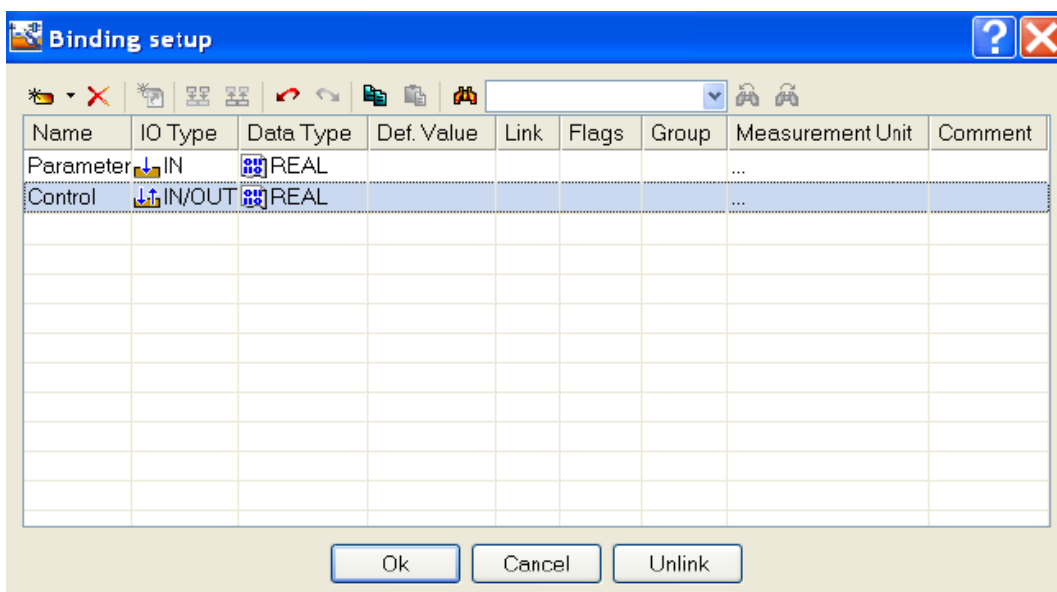 Binding setup
Name IO Type Data Type Def. Value Link Flags Group Measurement Unit Comment
Parameter IN REAL ...
Control IN/OUT REAL ...
Ok Cancel Unlink